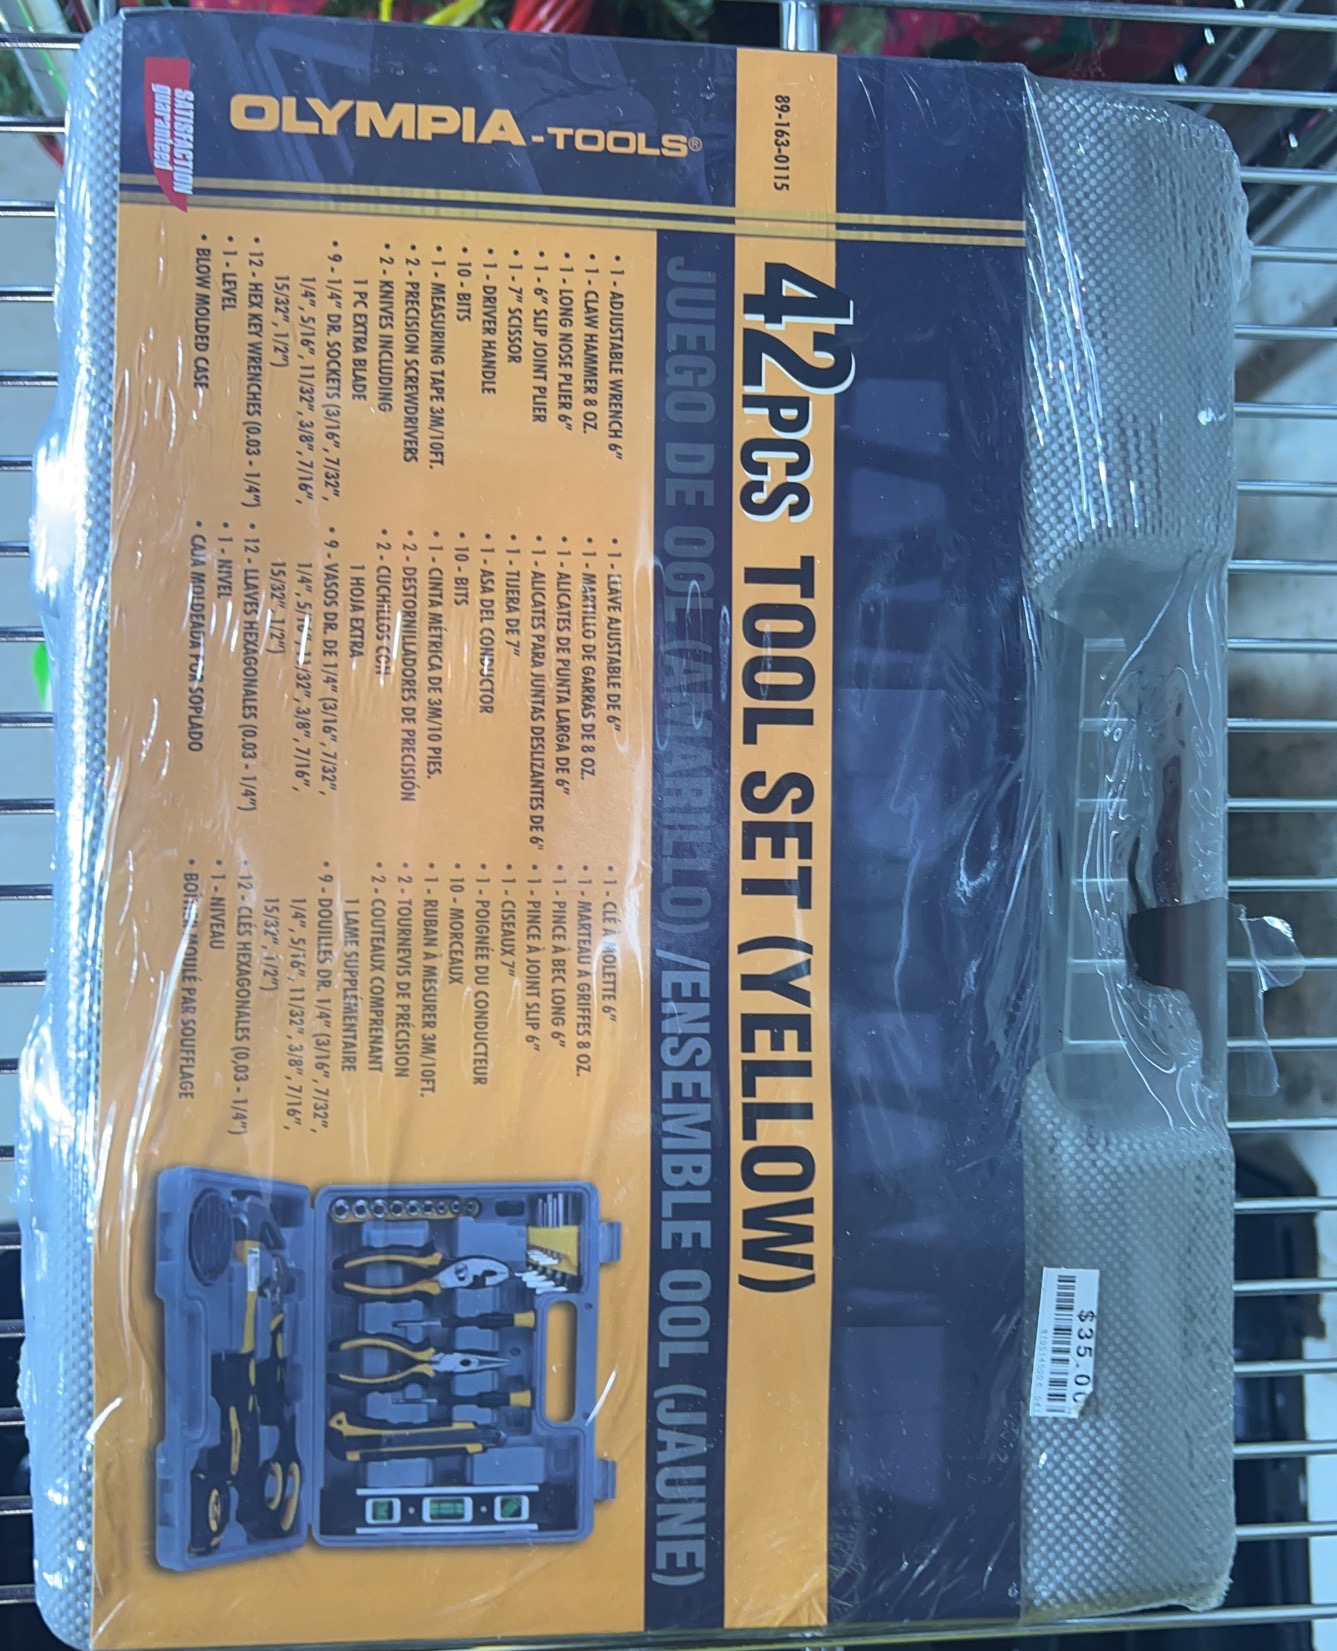 SATISFACTION
guaranteed
OLYMPIA-TOOLS®
89-163-0115
42PCS TOOL SET (YELLOW)
JUEGO DE OOL (AMARILLO) /ENSEMBLE OOL (JAUNE)
• 1 - ADJUSTABLE WRENCH 6"
• 1 - CLAW HAMMER 8 OZ.
• 1 - LONG NOSE PLIER 6"
• 1 - 6" SLIP JOINT PLIER
• 1 - 7" SCISSOR
• 1 - DRIVER HANDLE
• 10 - BITS
• 1 - MEASURING TAPE 3M/10FT.
• 2 - PRECISION SCREWDRIVERS
• 2 - KNIVES INCLUDING
1 PC EXTRA BLADE
• 9 - 1/4" DR. SOCKETS (3/16", 7/32",
1/4", 5/16", 11/32", 3/8", 7/16",
15/32", 1/2")
• 12 - HEX KEY WRENCHES (0.03 - 1/4")
• 1 - LEVEL
• BLOW MOLDED CASE
• 1 - LLAVE AJUSTABLE DE 6"
• 1 - MARTILLO DE GARRAS DE 8 OZ.
• 1 - ALICATES DE PUNTA LARGA DE 6"
• 1 - ALICATES PARA JUNTAS DESLIZANTES DE 6"
• 1 - TIJERA DE 7"
• 1 - ASA DEL CONDUCTOR
• 10 - BITS
• 1 - CINTA MÉTRICA DE 3M/10 PIES.
• 2 - DESTORNILLADORES DE PRECISIÓN
• 2 - CUCHILLOS CON
1 HOJA EXTRA
• 9 - VASOS DR. DE 1/4" (3/16", 7/32",
1/4", 5/16", 11/32", 3/8", 7/16",
15/32", 1/2")
• 12 - LLAVES HEXAGONALES (0.03 - 1/4")
• 1 - NIVEL
• CAJA MOLDEADA POR SOPLADO
• 1 - CLÉ À MOLETTE 6"
• 1 - MARTEAU À GRIFFES 8 OZ.
• 1 - PINCE À BEC LONG 6"
• 1 - PINCE À JOINT SLIP 6"
• 1 - CISEAUX 7"
• 1 - POIGNÉE DU CONDUCTEUR
10 - MORCEAUX
• 1 - RUBAN À MESURER 3M/10FT.
• 2 - TOURNEVIS DE PRÉCISION
• 2 - COUTEAUX COMPRENANT
1 LAME SUPPLÉMENTAIRE
• 9 - DOUILLES DR. 1/4" (3/16", 7/32",
1/4", 5/16", 11/32", 3/8", 7/16",
15/32", 1/2")
• 12 - CLÉS HEXAGONALES (0,03 - 1/4")
• 1 - NIVEAU
• BOÎTIER MOULÉ PAR SOUFFLAGE
$35.00